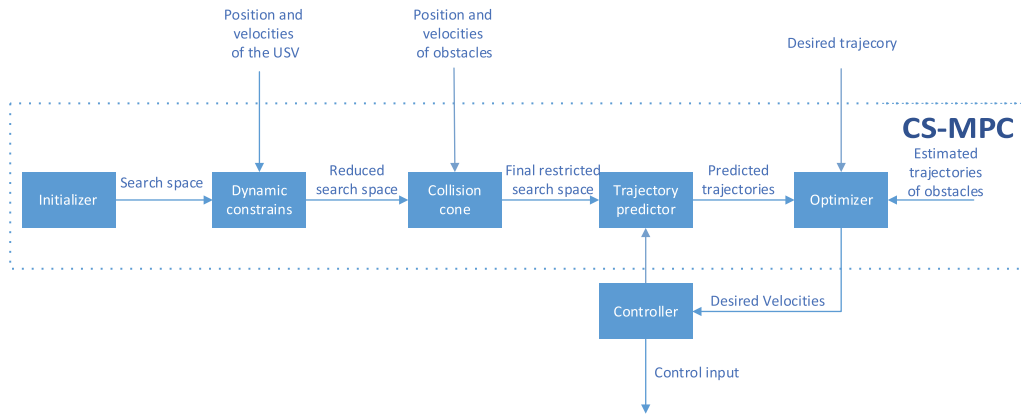 Position and
velocities
of the USV
Position and
velocities
of obstacles
Desired trajecory
CS-MPC
Initializer
Search space
Dynamic
constrains
Reduced
search space
Collision
cone
Final restricted
search space
Trajectory
predictor
Predicted
trajectories
Optimizer
Estimated
trajectories
of obstacles
Controller
Desired Velocities
Control input